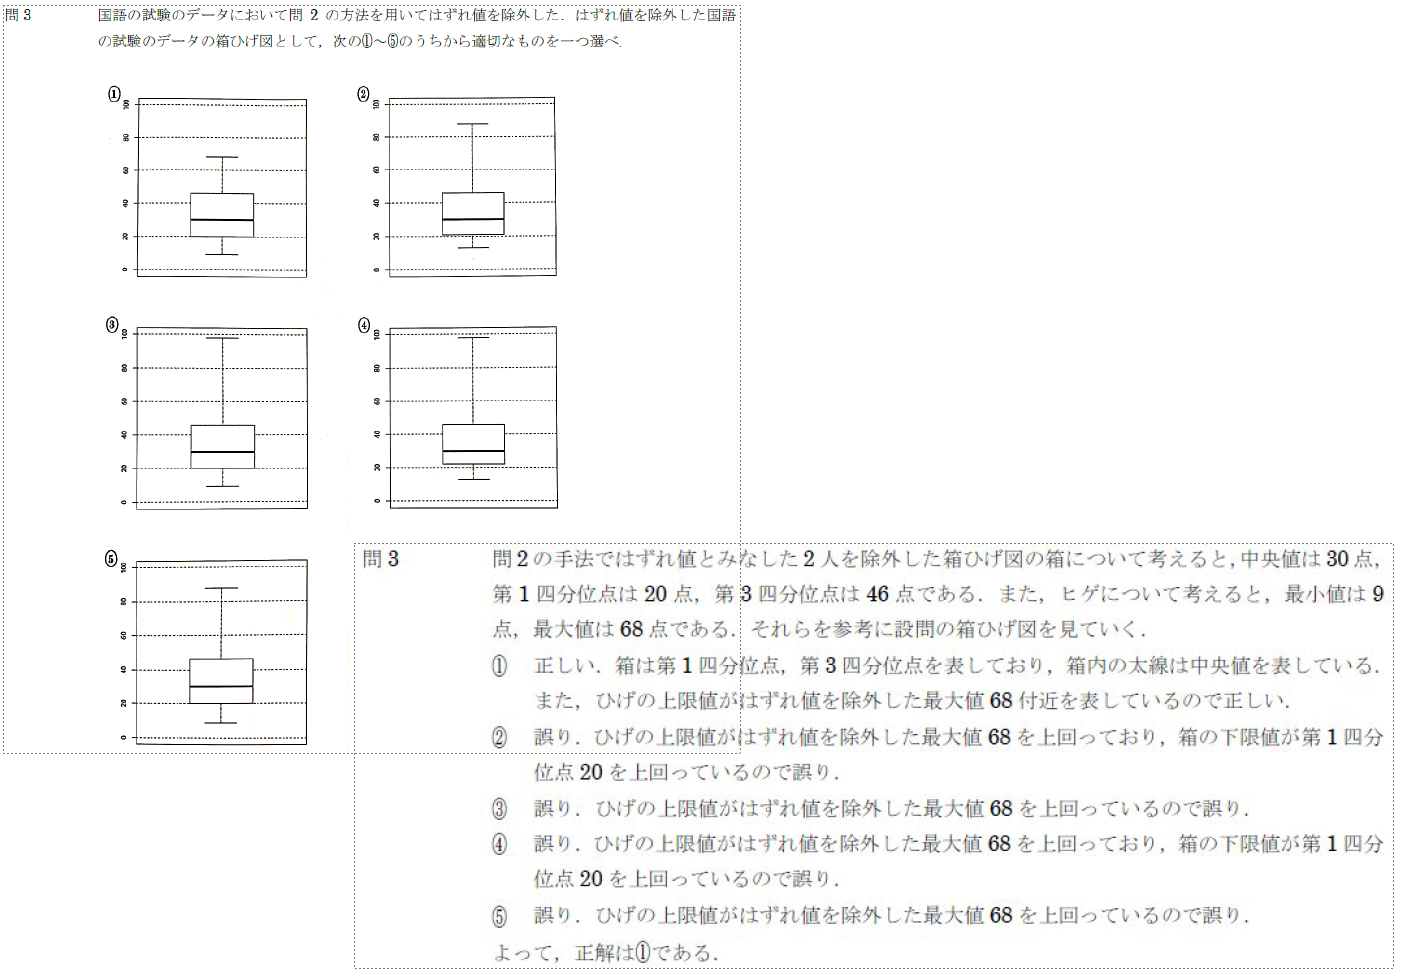 問3 国語の試験のデータにおいて問 2 の方法を用いてはずれ値を除外した．はずれ値を除外した国語
の試験のデータの箱ひげ図として，次の①～⑤のうちから適切なものを一つ選べ.
①
100
80
60
40
20
0
②
100
80
60
40
20
0
③
100
80
60
40
20
0
④
100
80
60
40
20
0
⑤
100
80
60
40
20
0
問3 問2の手法ではずれ値とみなした2人を除外した箱ひげ図の箱について考えると，中央値は30点，
第1四分位点は20点，第3四分位点は46点である．また，ヒゲについて考えると，最小値は9
点，最大値は68点である．それらを参考に設問の箱ひげ図を見ていく．
① 正しい．箱は第1四分位点，第3四分位点を表しており，箱内の太線は中央値を表している．
また，ひげの上限値がはずれ値を除外した最大値68付近を表しているので正しい．
② 誤り．ひげの上限値がはずれ値を除外した最大値68を上回っており，箱の下限値が第1四分
位点20を上回っているので誤り．
③ 誤り．ひげの上限値がはずれ値を除外した最大値68を上回っているので誤り．
④ 誤り．ひげの上限値がはずれ値を除外した最大値68を上回っており，箱の下限値が第1四分
位点20を上回っているので誤り．
⑤ 誤り．ひげの上限値がはずれ値を除外した最大値68を上回っているので誤り．
よって，正解は①である．